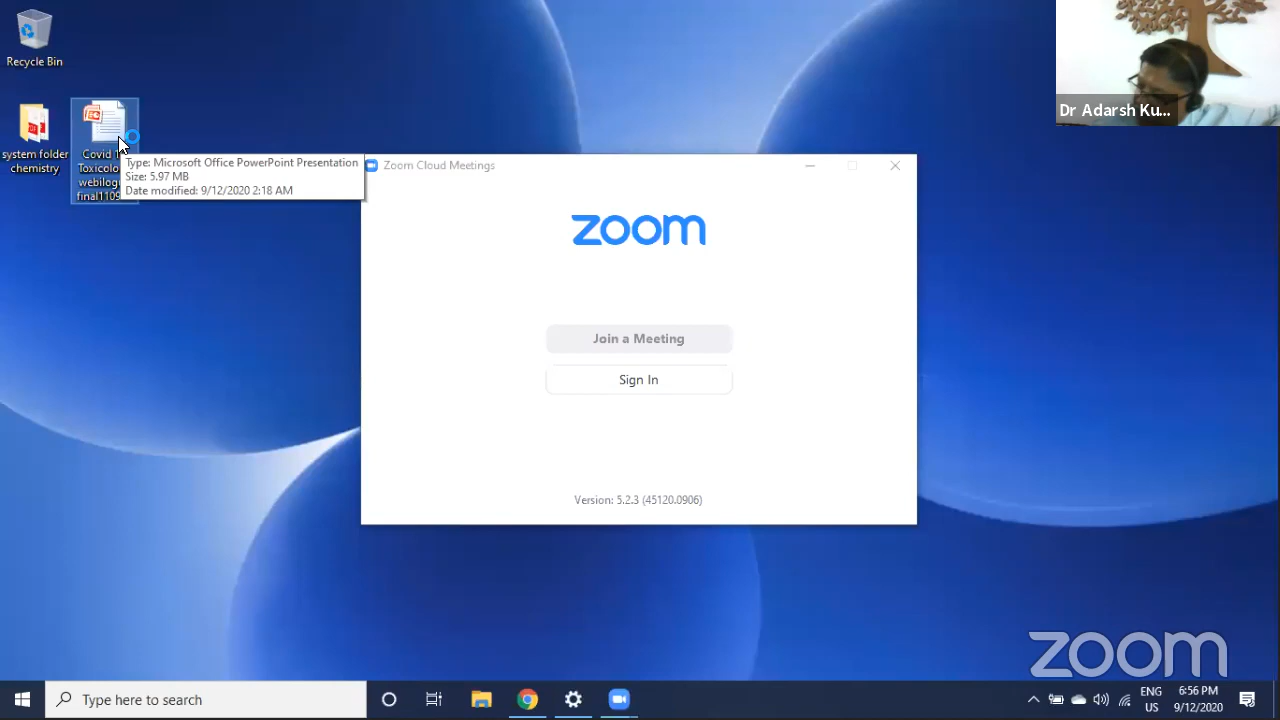 Recycle Bin
system folder
chemistry
Covid 1
Toxicolo
webilog
final1109
Type: Microsoft Office PowerPoint Presentation
Size: 5.97 MB
Date modified: 9/12/2020 2:18 AM
Zoom Cloud Meetings
zoom
Join a Meeting
Sign In
Version: 5.2.3 (45120.0906)
Dr Adarsh Ku...
zoom
Type here to search
ENG
US
6:56 PM
9/12/2020